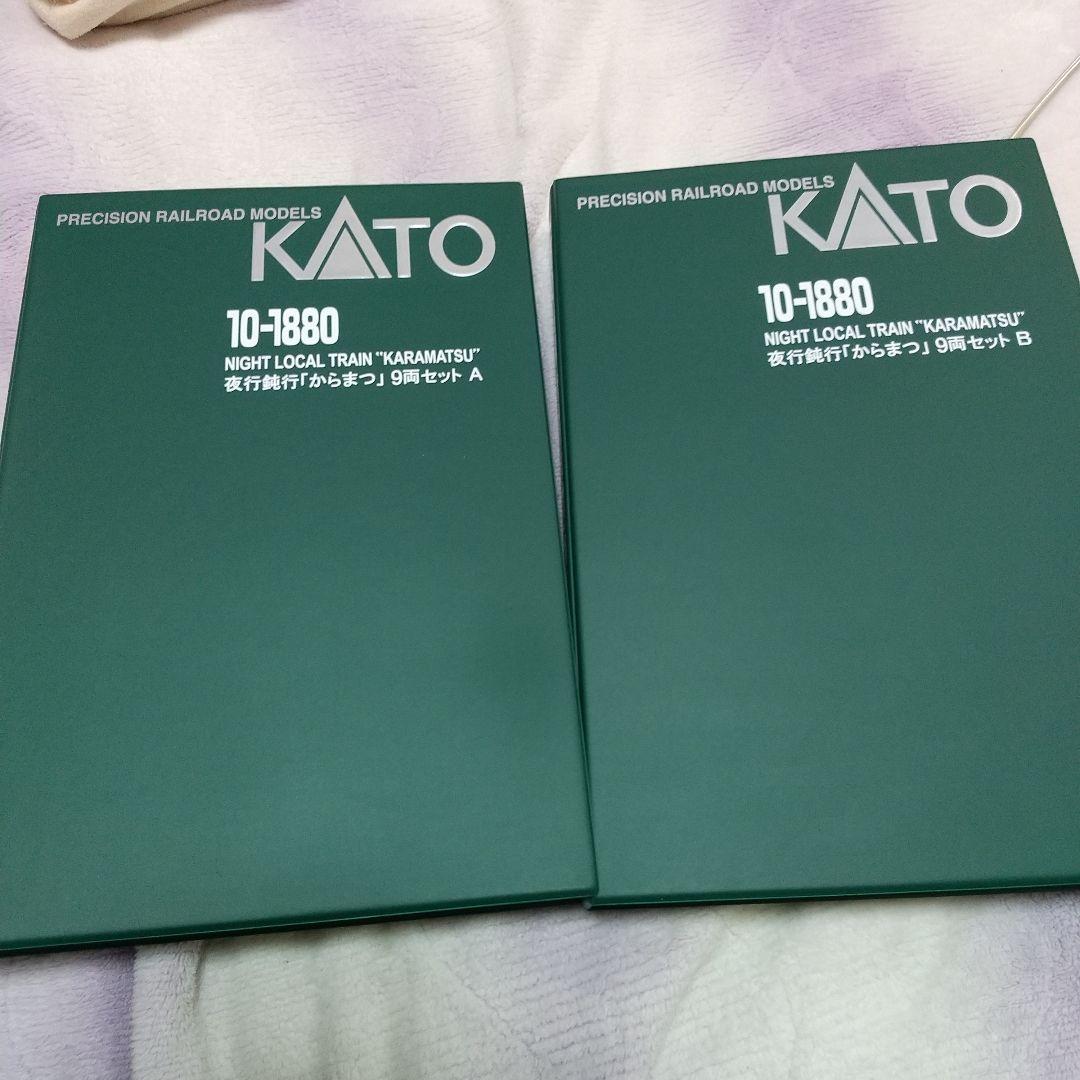 PRECISION RAILROAD MODELS
KATO
10-1880
NIGHT LOCAL TRAIN "KARAMATSU"
夜行鈍行「からまつ」9両セット A
PRECISION RAILROAD MODELS
KATO
10-1880
NIGHT LOCAL TRAIN "KARAMATSU"
夜行鈍行「からまつ」9両セット B